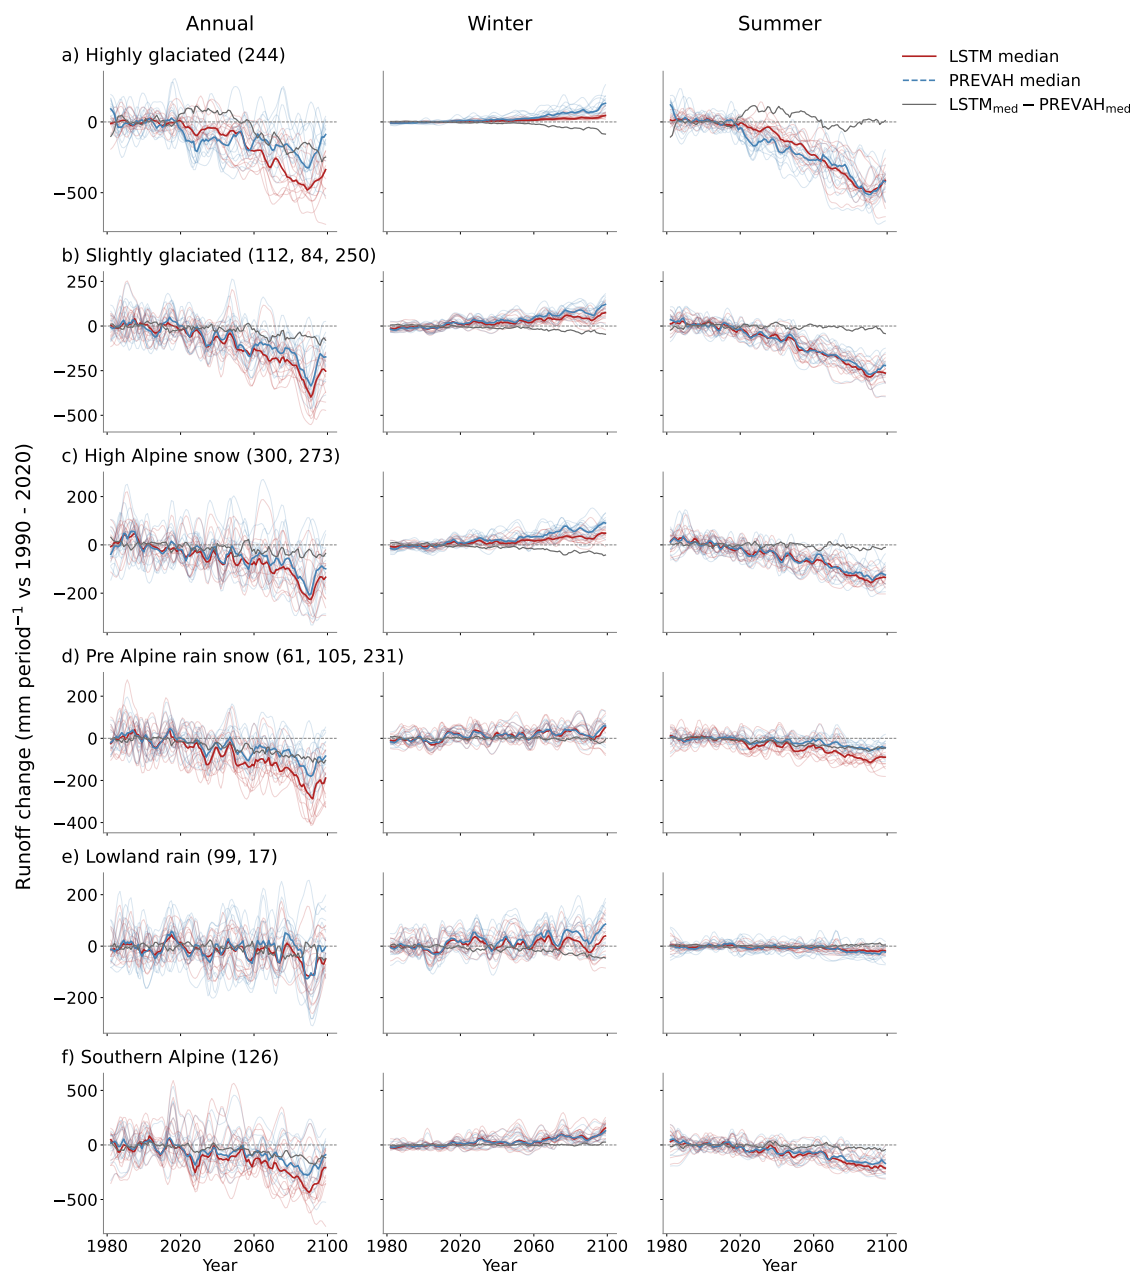 Annual Winter Summer
a) Highly glaciated (244)
LSTM median
PREVAH median
LSTMmed − PREVAHmed
0
−500
b) Slightly glaciated (112, 84, 250)
250
0
−250
−500
c) High Alpine snow (300, 273)
200
0
−200
d) Pre Alpine rain snow (61, 105, 231)
200
0
−200
−400
e) Lowland rain (99, 17)
200
0
−200
f) Southern Alpine (126)
500
0
−500
1980 2020 2060 2100 1980 2020 2060 2100 1980 2020 2060 2100
Year Year Year
Runoff change (mm period⁻¹ vs 1990 - 2020)